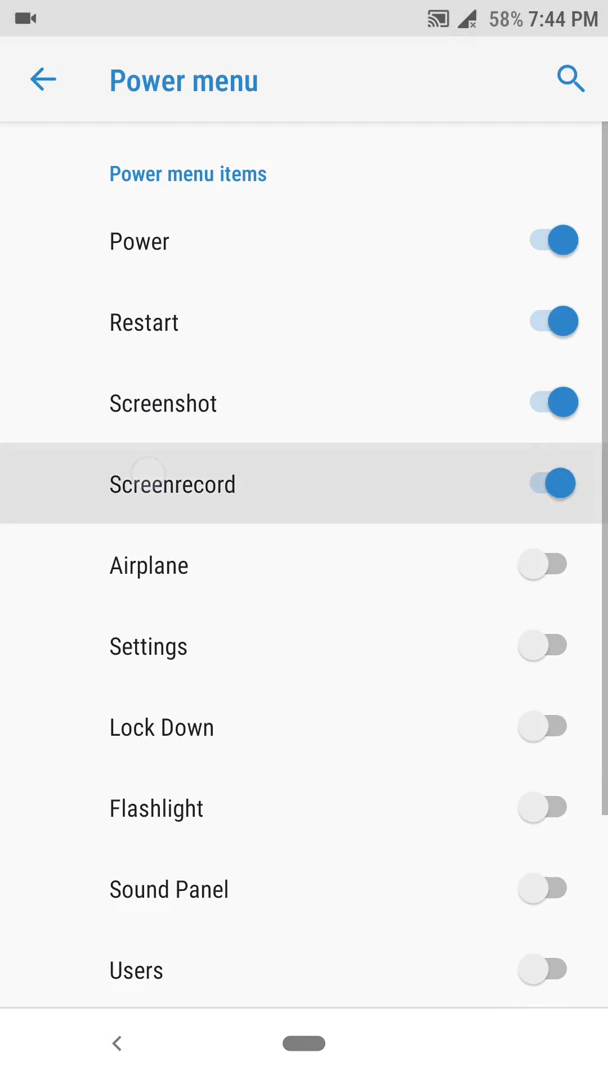 58% 7:44 PM
Power menu
Power menu items
Power
Restart
Screenshot
Screenrecord
Airplane
Settings
Lock Down
Flashlight
Sound Panel
Users